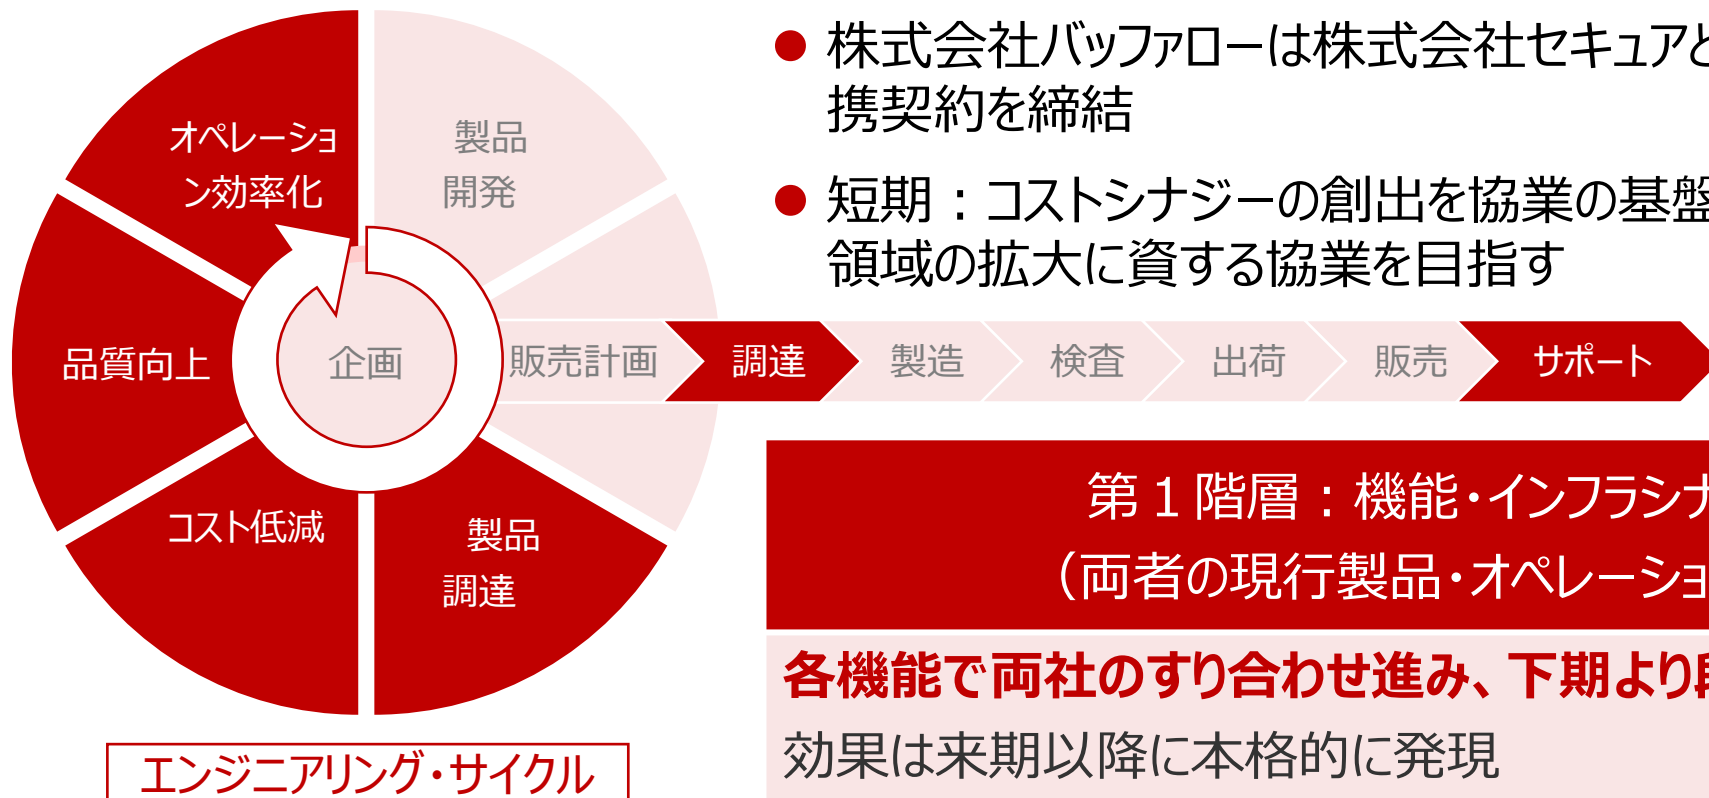 オペレーショ
ン効率化
製品
開発
品質向上
企画
コスト低減
製品
調達
エンジニアリング・サイクル
● 株式会社バッファローは株式会社セキュアと
携契約を締結
● 短期：コストシナジーの創出を協業の基盤
領域の拡大に資する協業を目指す
販売計画 調達 製造 検査 出荷 販売 サポート
第１階層：機能・インフラシナ
（両者の現行製品・オペレーショ
各機能で両社のすり合わせ進み、下期より
効果は来期以降に本格的に発現